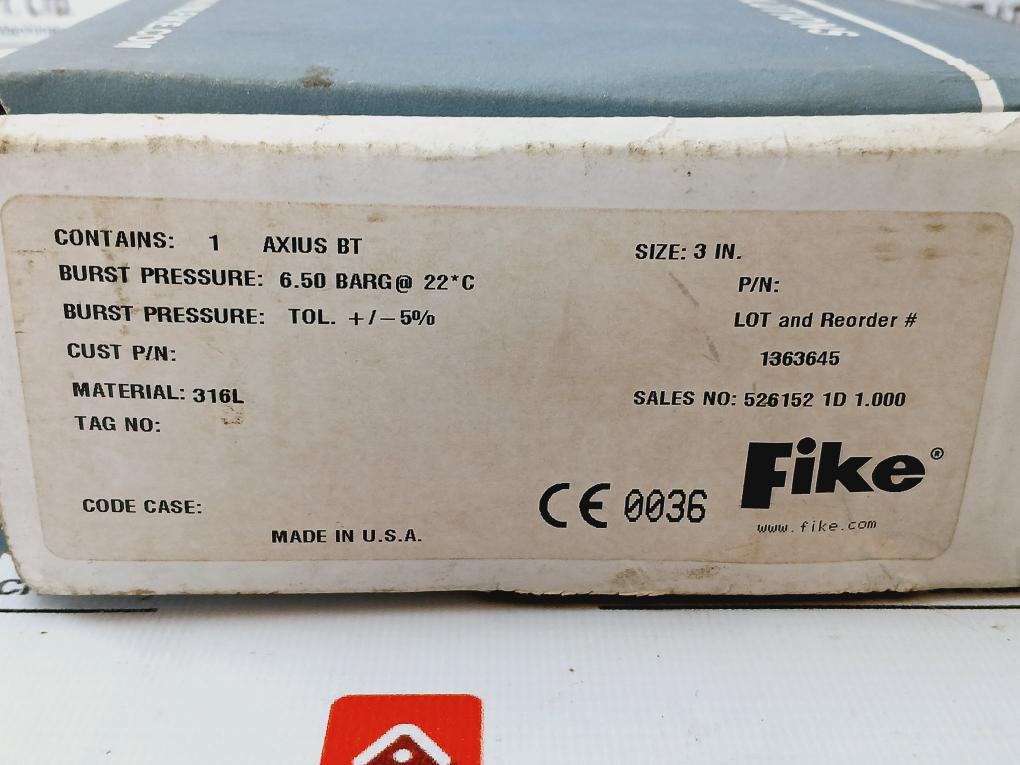 CONTAINS: 1 AXIUS BT
BURST PRESSURE: 6.50 BARG@ 22*C
BURST PRESSURE: TOL. +/-5%
CUST P/N:
MATERIAL: 316L
TAG NO:
CODE CASE:
MADE IN U.S.A.
SIZE: 3 IN.
P/N:
LOT and Reorder #
1363645
SALES NO: 526152 1D 1.000
CE 0036
Fike®
www.fike.com